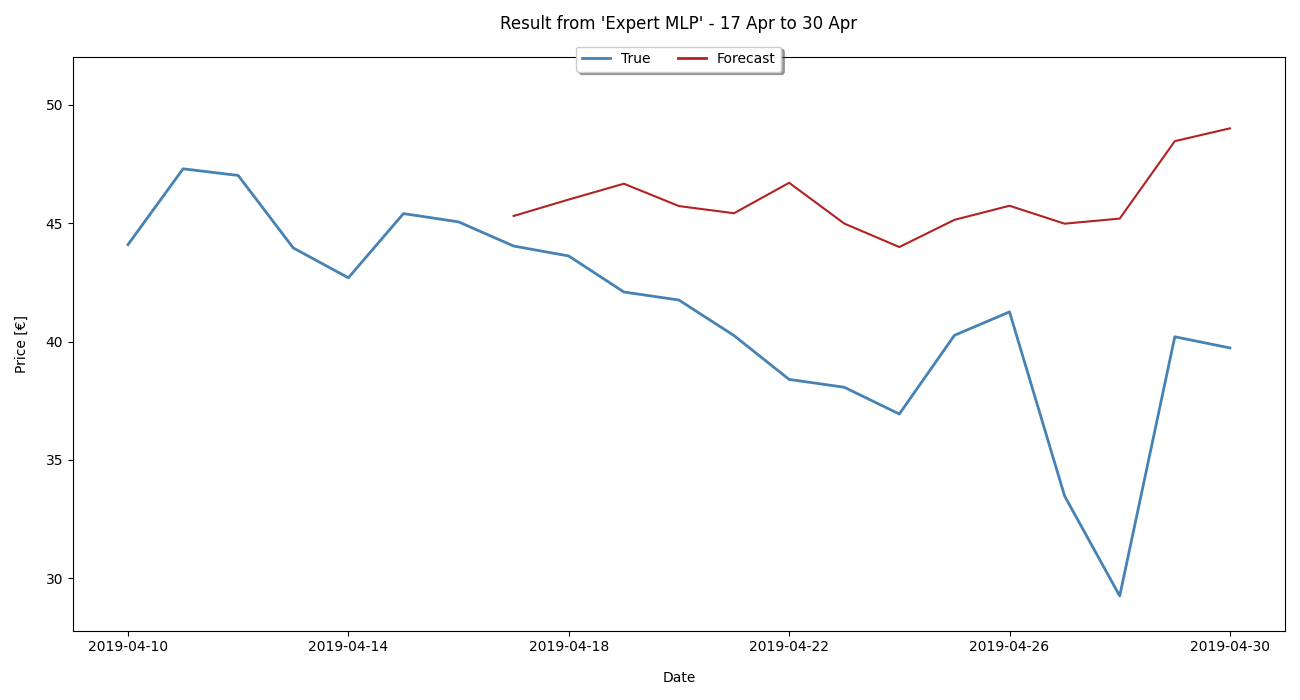 Result from 'Expert MLP' - 17 Apr to 30 Apr
True Forecast
50
45
40
35
30
Price [€]
2019-04-10 2019-04-14 2019-04-18 2019-04-22 2019-04-26 2019-04-30
Date